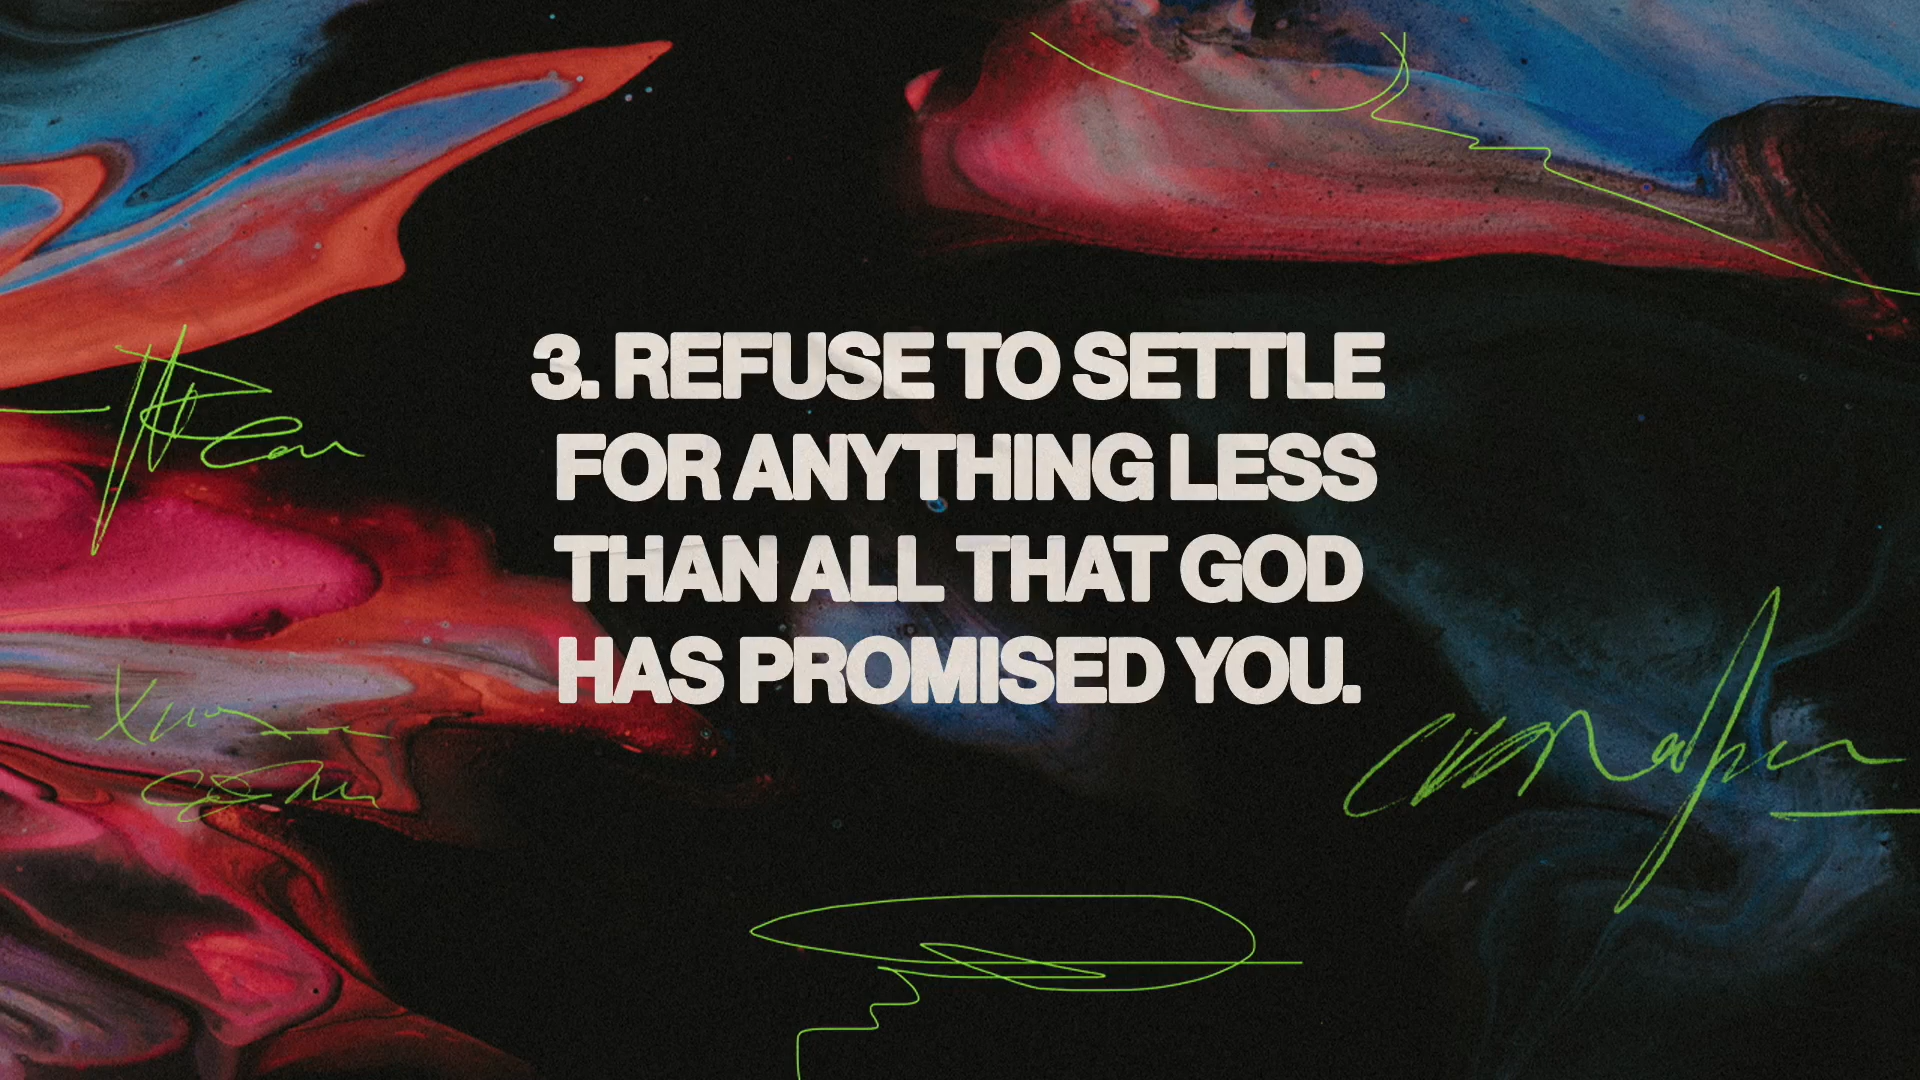 3. REFUSE TO SETTLE
FOR ANYTHING LESS
THAN ALL THAT GOD
HAS PROMISED YOU.